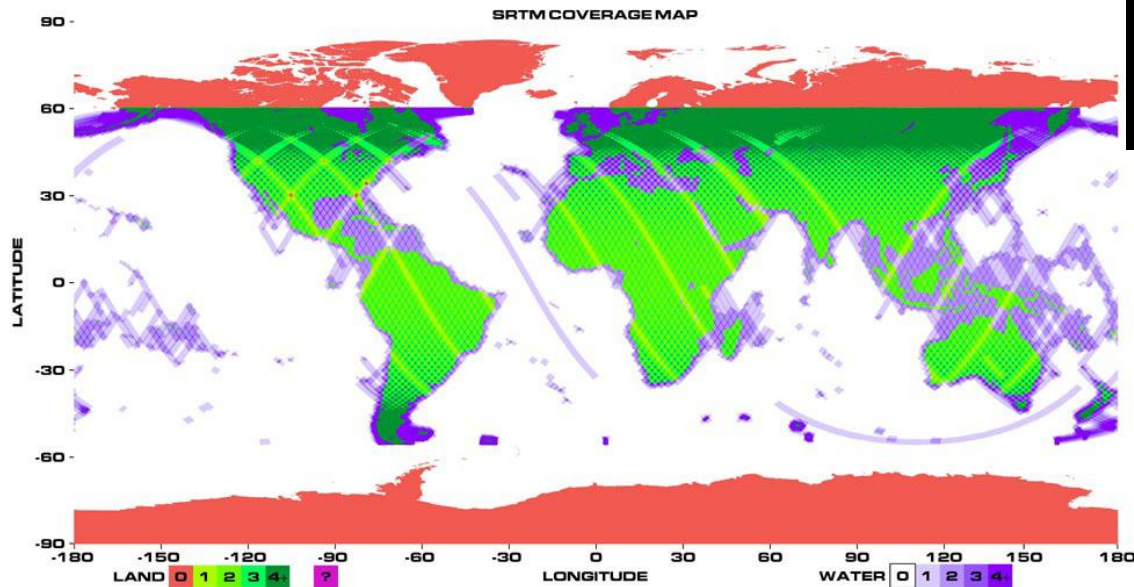 SRTM COVERAGE MAP
90
60
30
0
-30
-60
-90
LATITUDE
-180 -150 -120 -90 -60 -30 0 30 60 90 120 150 180
LAND 0 1 2 3 4+ ? LONGITUDE WATER 0 1 2 3 4+